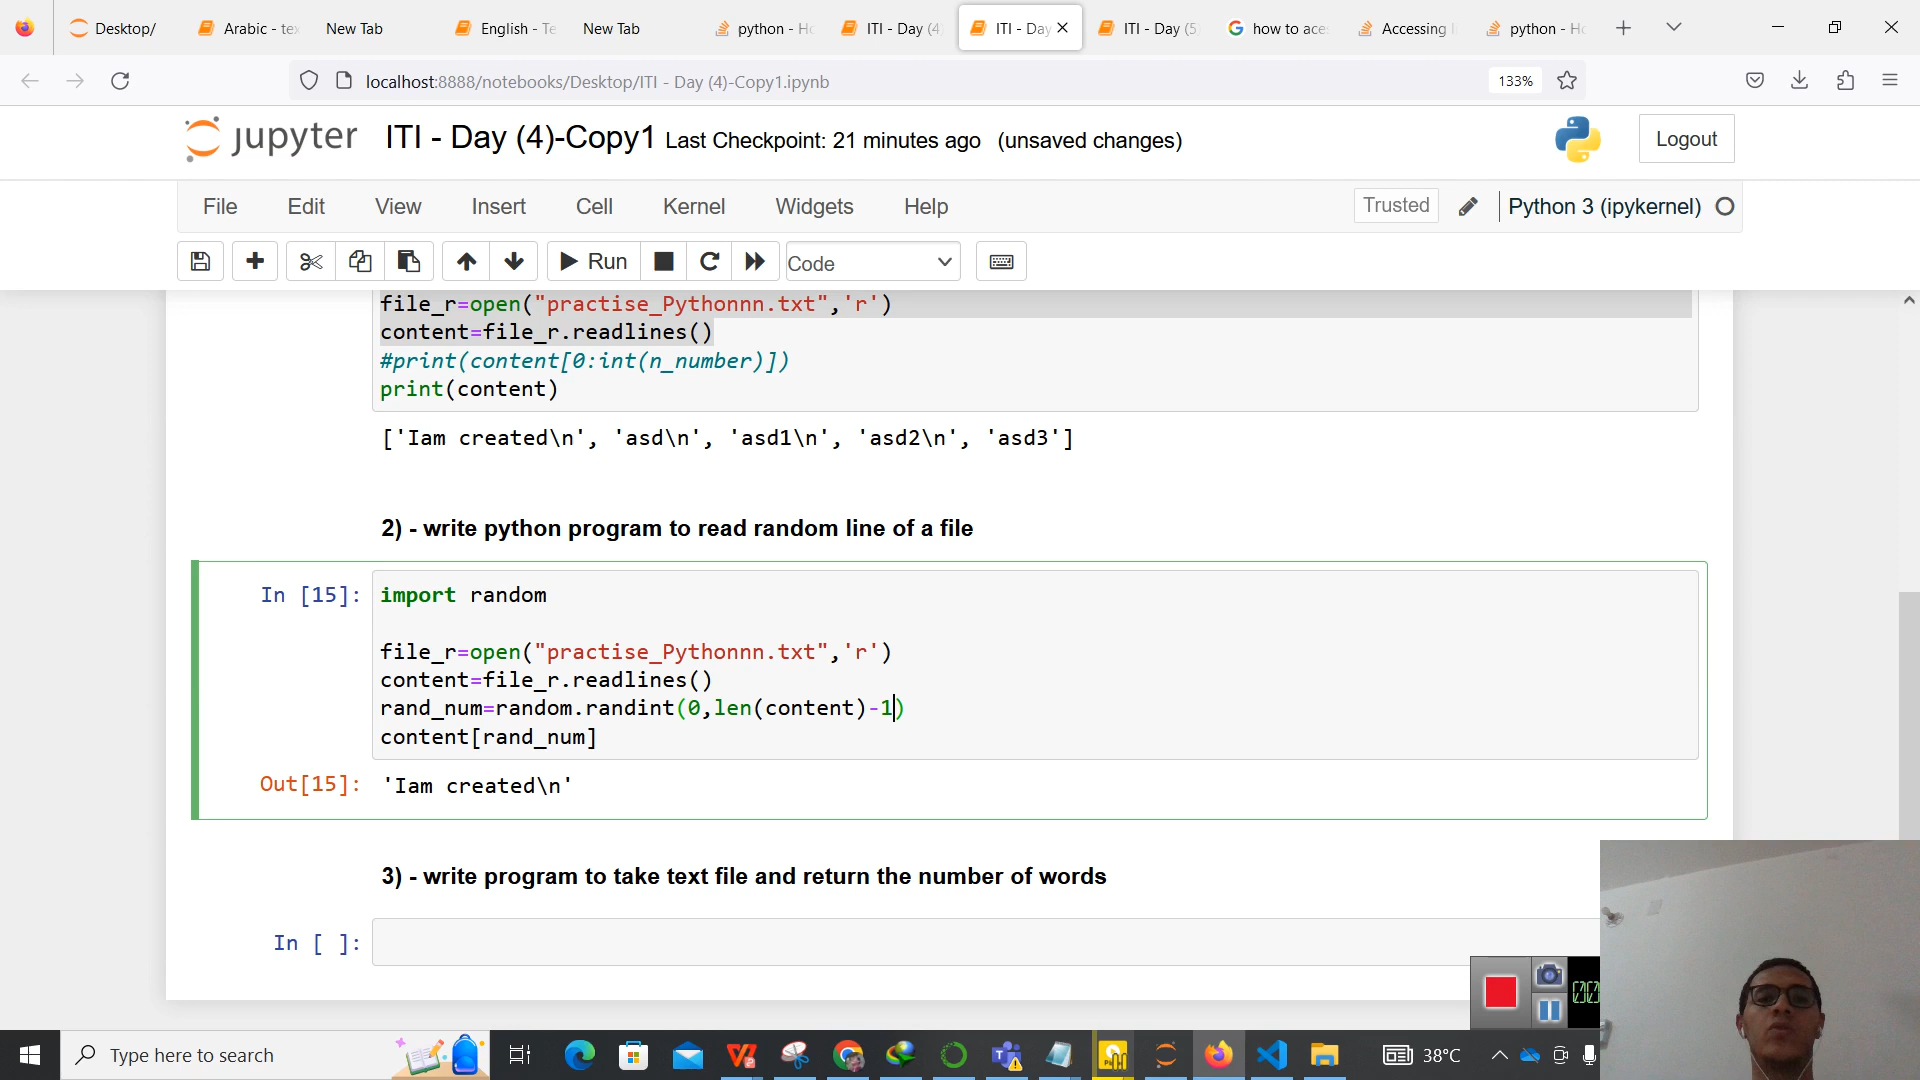 Desktop/
Arabic - te
New Tab
English - Te
New Tab
python - Ho
ITI - Day (4
ITI - Day
ITI - Day (5
how to aces
Accessing
python - Ho
localhost:8888/notebooks/Desktop/ITI - Day (4)-Copy1.ipynb
133%
jupyter ITI - Day (4)-Copy1 Last Checkpoint: 21 minutes ago (unsaved changes)
Logout
File Edit View Insert Cell Kernel Widgets Help
Trusted
Python 3 (ipykernel)
Run
Code
file_r=open("practise_Pythonnn.txt",'r')
content=file_r.readlines()
#print(content[0:int(n_number)])
print(content)
['Iam created\n', 'asd\n', 'asd1\n', 'asd2\n', 'asd3']
2) - write python program to read random line of a file
In [15]:
import random
file_r=open("practise_Pythonnn.txt",'r')
content=file_r.readlines()
rand_num=random.randint(0,len(content)-1)
content[rand_num]
Out[15]: 'Iam created\n'
3) - write program to take text file and return the number of words
In [ ]:
Type here to search
38°C